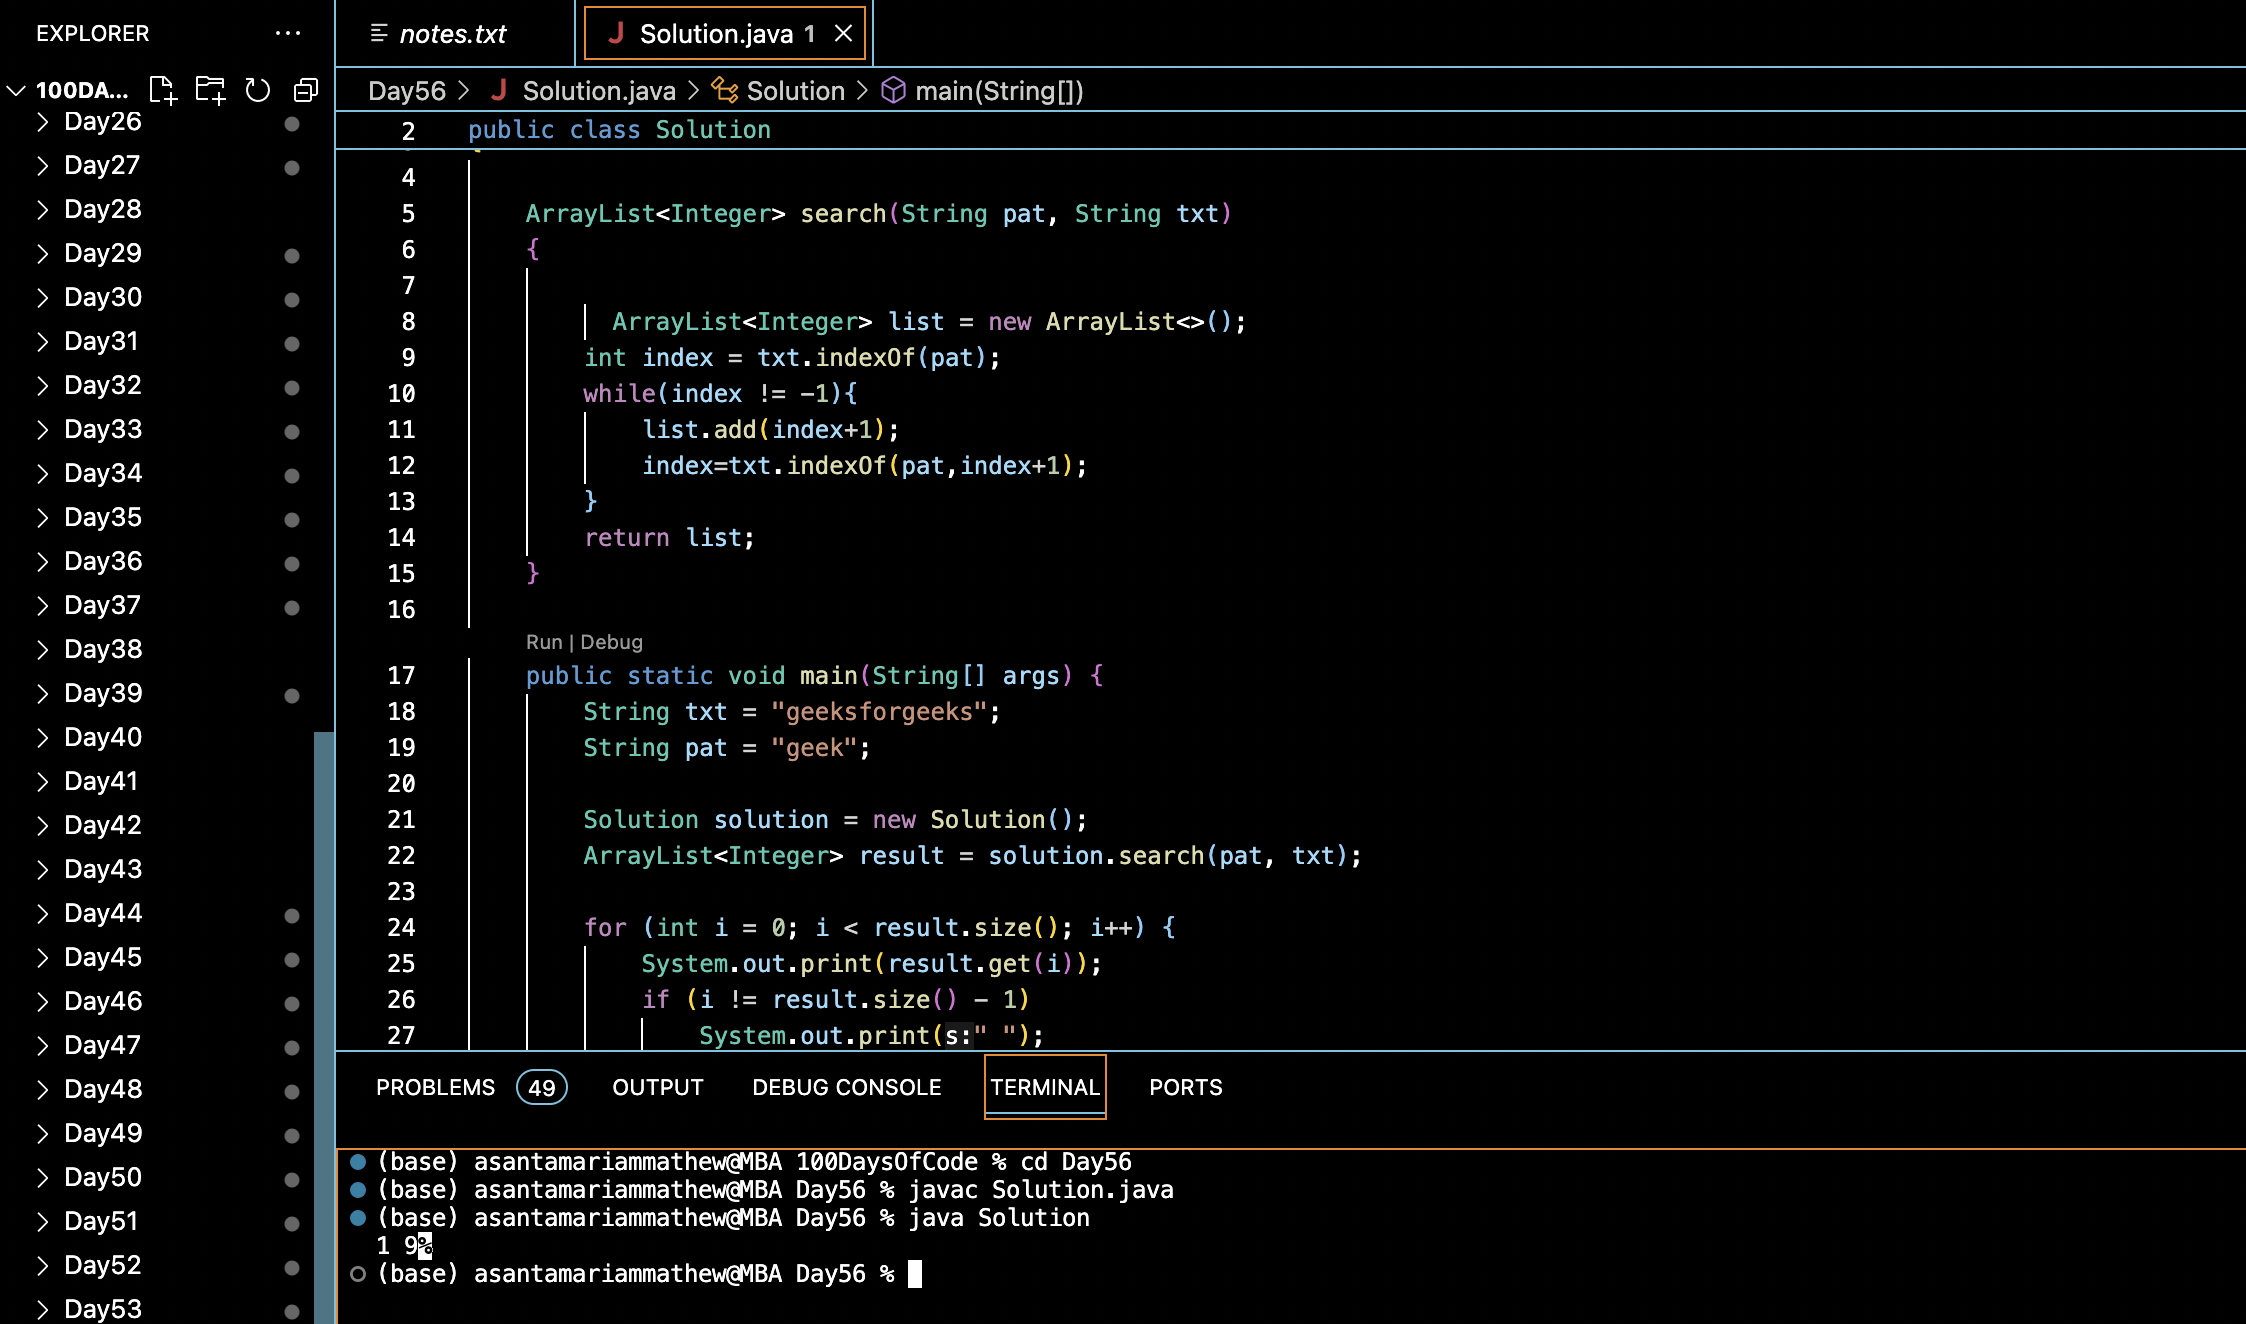 EXPLORER ...
100DA...
Day26
Day27
Day28
Day29
Day30
Day31
Day32
Day33
Day34
Day35
Day36
Day37
Day38
Day39
Day40
Day41
Day42
Day43
Day44
Day45
Day46
Day47
Day48
Day49
Day50
Day51
Day52
Day53
notes.txt
J Solution.java 1
Day56 > J Solution.java > Solution > main(String[])
2 public class Solution
4
5 ArrayList<Integer> search(String pat, String txt)
6 {
7
8 ArrayList<Integer> list = new ArrayList<>();
9 int index = txt.indexOf(pat);
10 while(index != -1){
11 list.add(index+1);
12 index=txt.indexOf(pat,index+1);
13 }
14 return list;
15 }
16
Run | Debug
17 public static void main(String[] args) {
18 String txt = "geeksforgeeks";
19 String pat = "geek";
20
21 Solution solution = new Solution();
22 ArrayList<Integer> result = solution.search(pat, txt);
23
24 for (int i = 0; i < result.size(); i++) {
25 System.out.print(result.get(i));
26 if (i != result.size() - 1)
27 System.out.print(s:" ");
PROBLEMS 49 OUTPUT DEBUG CONSOLE TERMINAL PORTS
(base) asantamariammathew@MBA 100DaysOfCode % cd Day56
(base) asantamariammathew@MBA Day56 % javac Solution.java
(base) asantamariammathew@MBA Day56 % java Solution
1 9%
(base) asantamariammathew@MBA Day56 %